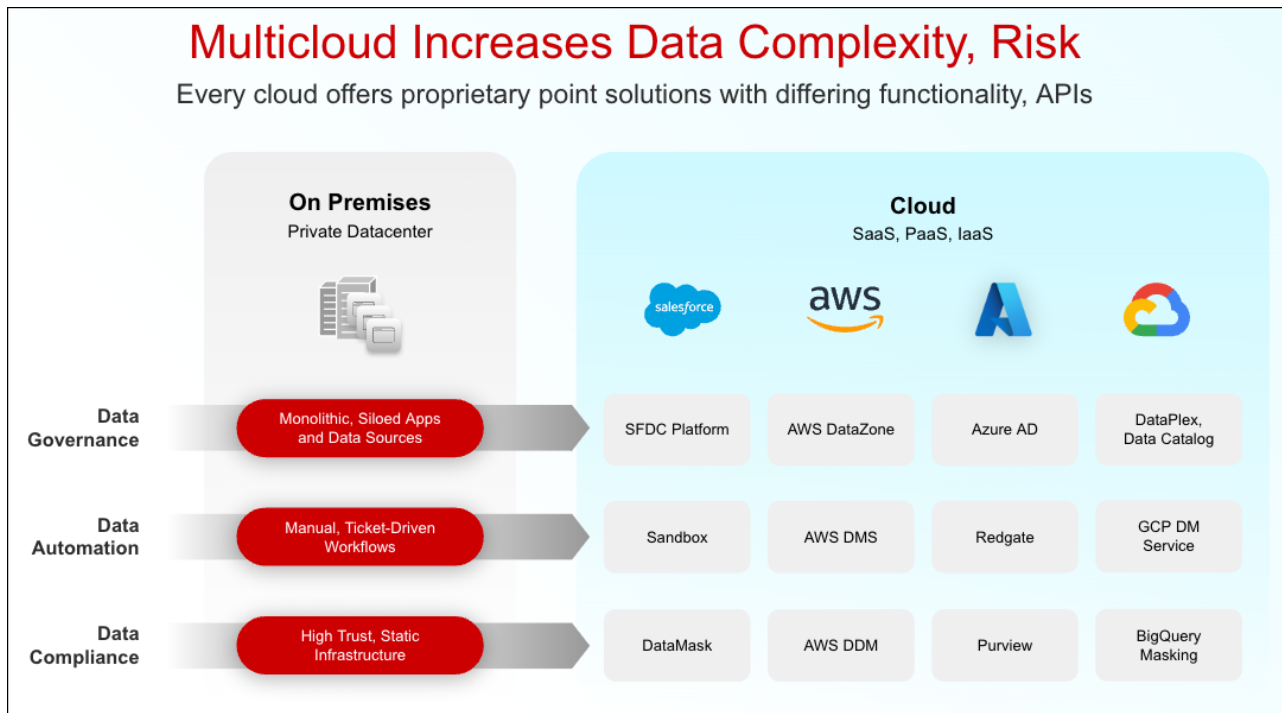 Multicloud Increases Data Complexity, Risk
Every cloud offers proprietary point solutions with differing functionality, APIs
On Premises
Private Datacenter
Cloud
SaaS, PaaS, IaaS
salesforce
aws
Data
Governance
Monolithic, Siloed Apps
and Data Sources
SFDC Platform
AWS DataZone
Azure AD
DataPlex,
Data Catalog
Data
Automation
Manual, Ticket-Driven
Workflows
Sandbox
AWS DMS
Redgate
GCP DM
Service
Data
Compliance
High Trust, Static
Infrastructure
DataMask
AWS DDM
Purview
BigQuery
Masking